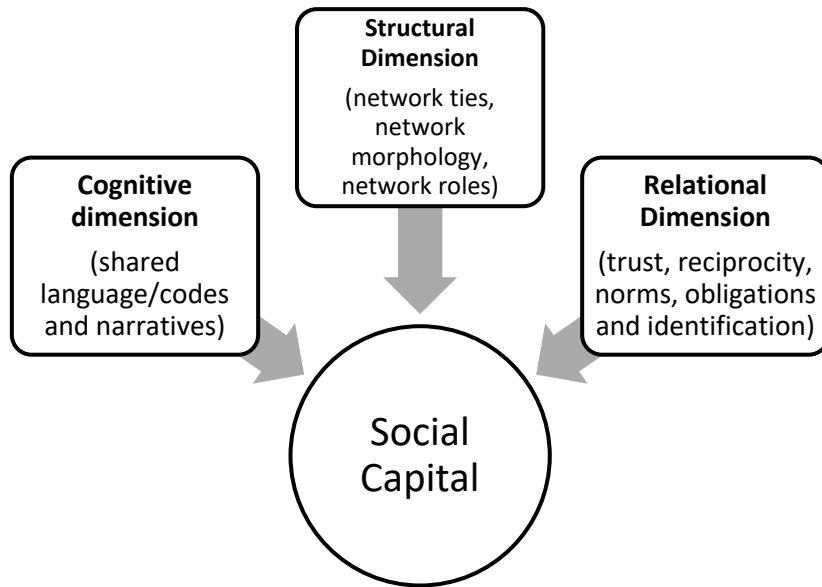 Structural
Dimension
(network ties,
network
morphology,
network roles)
Cognitive
dimension
(shared
language/codes
and narratives)
Relational
Dimension
(trust, reciprocity,
norms, obligations
and identification)
Social
Capital